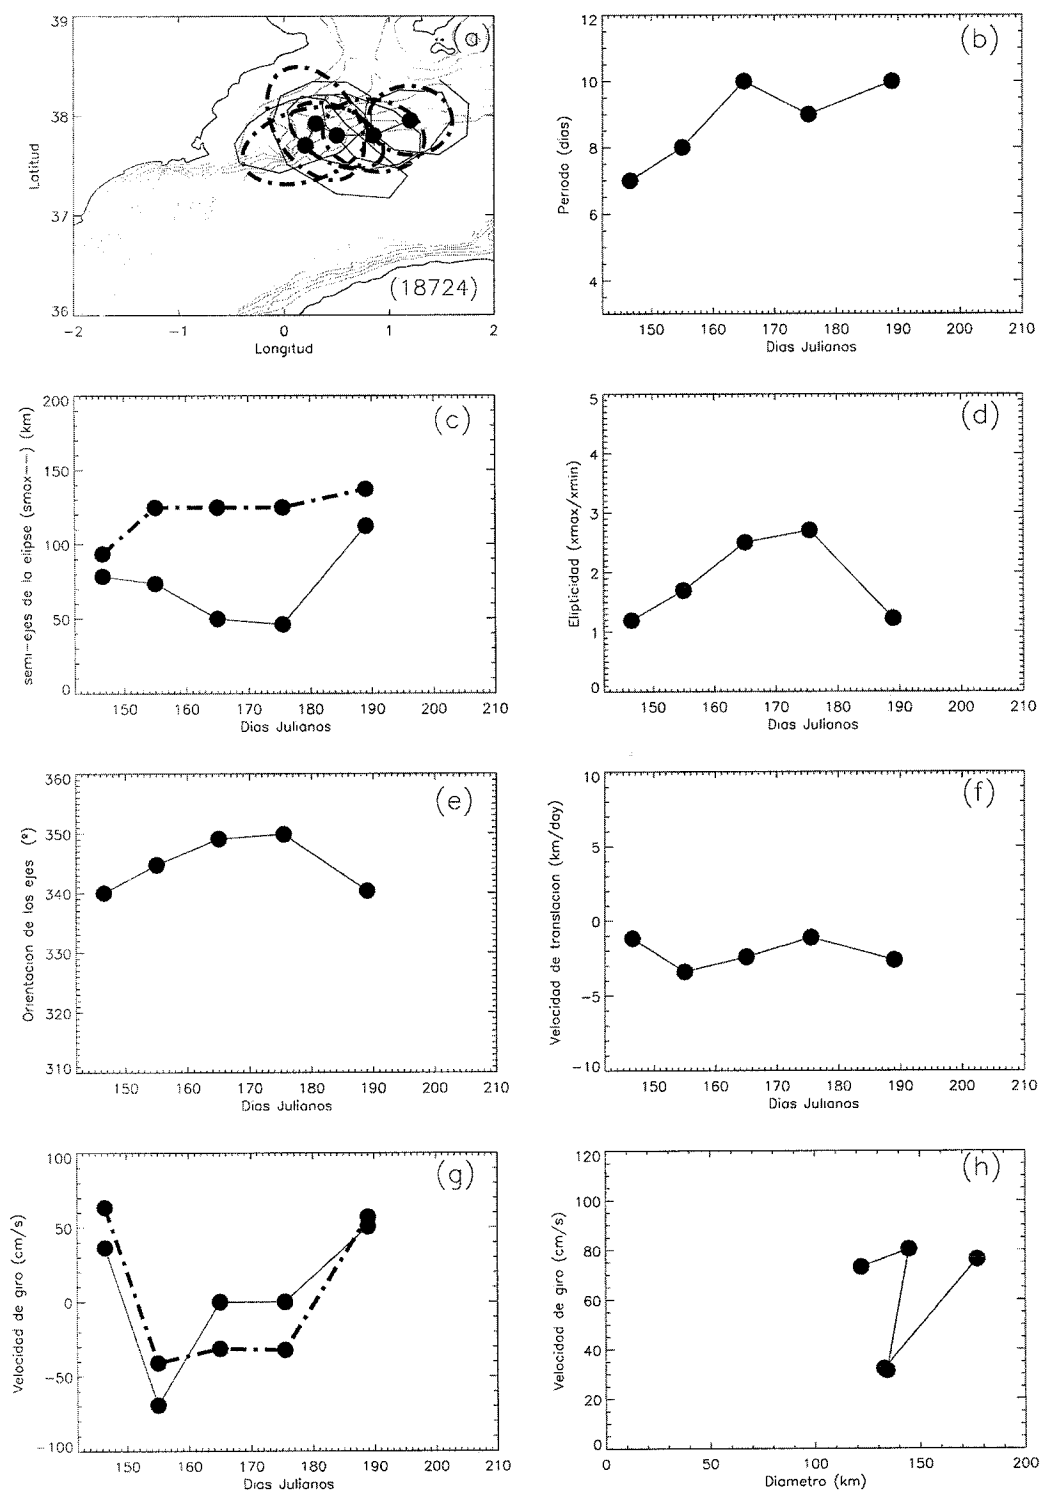 39
38
37
36
Latitud
(a)
(18724)
-2 -1 0 1 2
Longitud
12
10
8
6
4
Periodo (dias)
(b)
150 160 170 180 190 200 210
Dias Julianos
200
150
100
50
0
semi-ejes de la elipse (smax--) (km)
(c)
150 160 170 180 190 200 210
Dias Julianos
5
4
3
2
1
0
Elipticidad (xmax/xmin)
(d)
150 160 170 180 190 200 210
Dias Julianos
360
350
340
330
320
310
Orientacion de los ejes (º)
(e)
150 160 170 180 190 200 210
Dias Julianos
10
5
0
-5
-10
Velocidad de translacion (km/day)
(f)
150 160 170 180 190 200 210
Dias Julianos
100
50
0
-50
-100
Velocidad de giro (cm/s)
(g)
150 160 170 180 190 200 210
Dias Julianos
120
100
80
60
40
20
0
Velocidad de giro (cm/s)
(h)
0 50 100 150 200
Diametro (km)